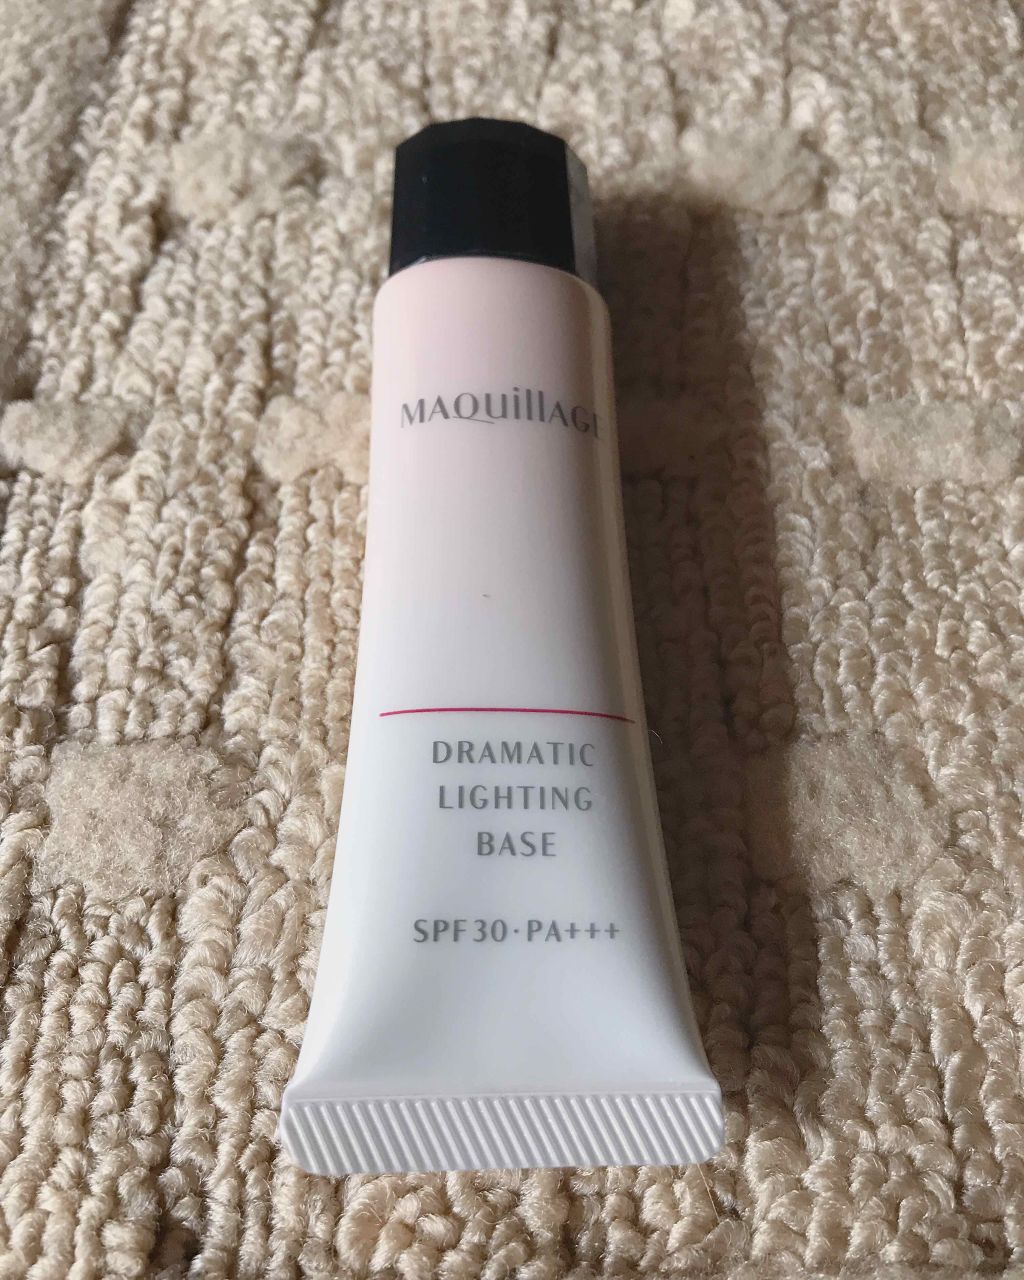 MAQuillAGE
DRAMATIC
LIGHTING
BASE
SPF30·PA+++